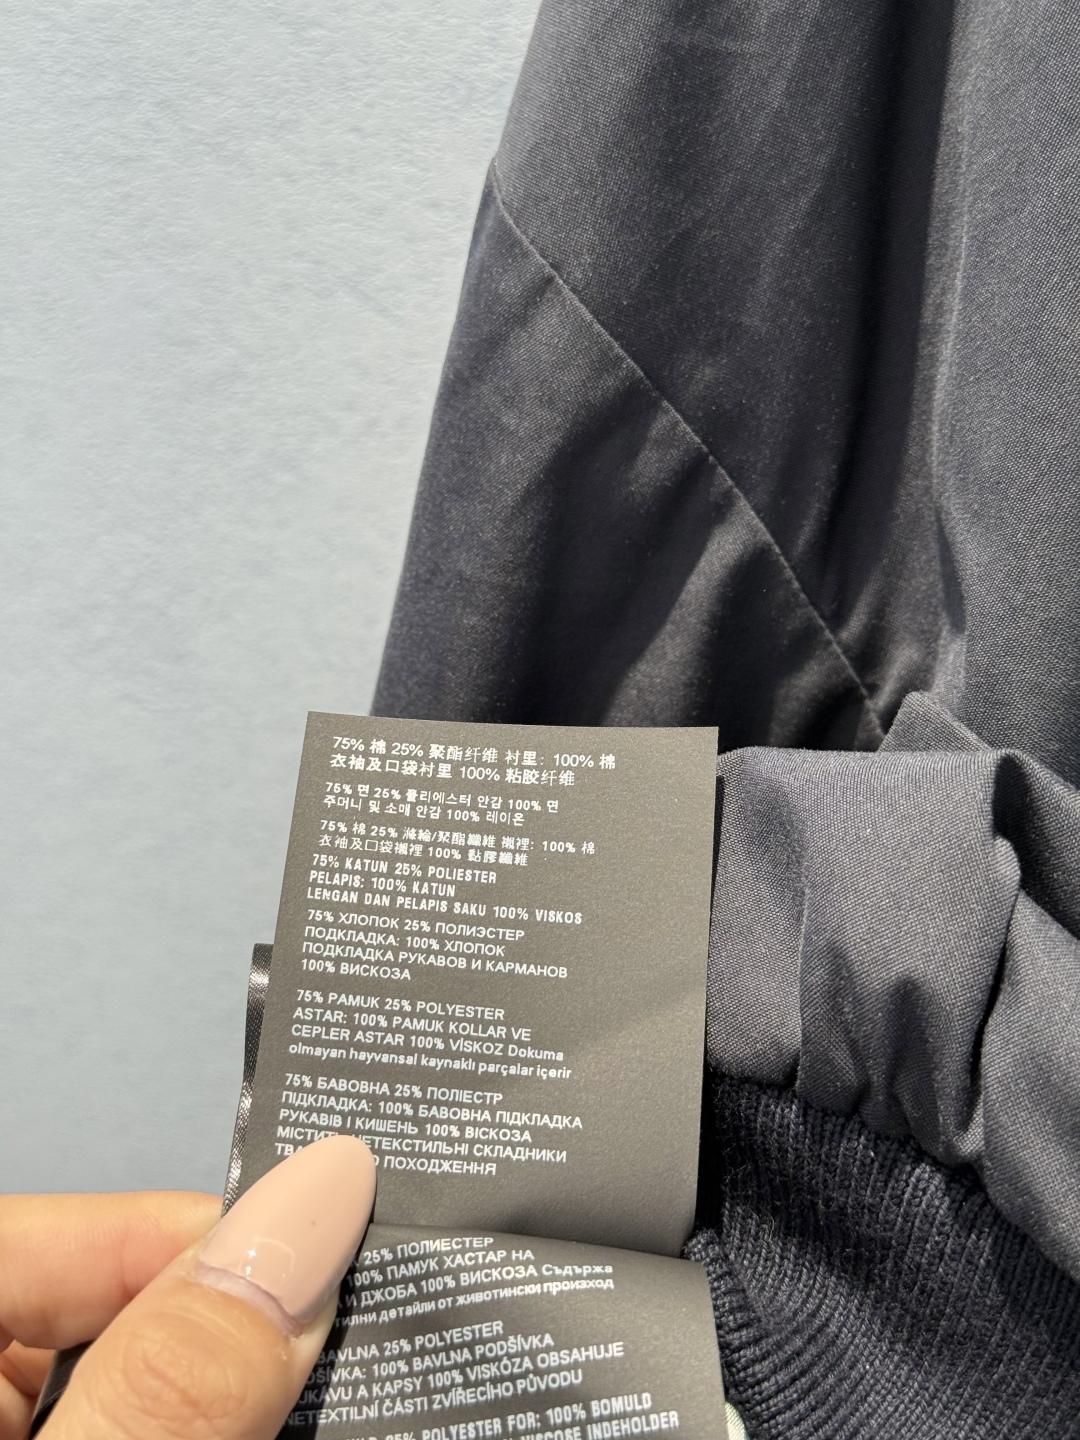 75% 棉 25% 聚酯纤维 衬里: 100% 棉
衣袖及口袋衬里 100% 粘胶纤维
75% 면 25% 폴리에스터 안감 100% 면
주머니 및 소매 안감 100% 레이온
75% 棉 25% 滌綸/聚酯纖維 襯裡: 100% 棉
衣袖及口袋襯裡 100% 黏膠纖維
75% KATUN 25% POLIESTER
PELAPIS: 100% KATUN
LENGAN DAN PELAPIS SAKU 100% VISKOS
75% ХЛОПОК 25% ПОЛИЭСТЕР
ПОДКЛАДКА: 100% ХЛОПОК
ПОДКЛАДКА РУКАВОВ И КАРМАНОВ
100% ВИСКОЗА
75% PAMUK 25% POLYESTER
ASTAR: 100% PAMUK KOLLAR VE
CEPLER ASTAR 100% VİSKOZ Dokuma
olmayan hayvansal kaynaklı parçalar içerir
75% БАВОВНА 25% ПОЛІЕСТР
ПІДКЛАДКА: 100% БАВОВНА ПІДКЛАДКА
РУКАВІВ І КИШЕНЬ 100% ВІСКОЗА
МІСТИТЬ НЕТЕКСТИЛЬНІ СКЛАДНИКИ
ПОХОДЖЕННЯ
25% ПОЛИЕСТЕР
100% ПАМУК ХАСТАР НА
И ДЖОБА 100% ВИСКОЗА Съдържа
детайли от животински произход
25% POLYESTER
100% BAVLNA PODŠÍVKA
A KAPSY 100% VISKÓZA OBSAHUJE
NETEXTILNÍ ČÁSTI ZVÍŘECÍHO PŮVODU
25% POLYESTER FOR: 100% BOMULD
VISCOSE INDEHOLDER